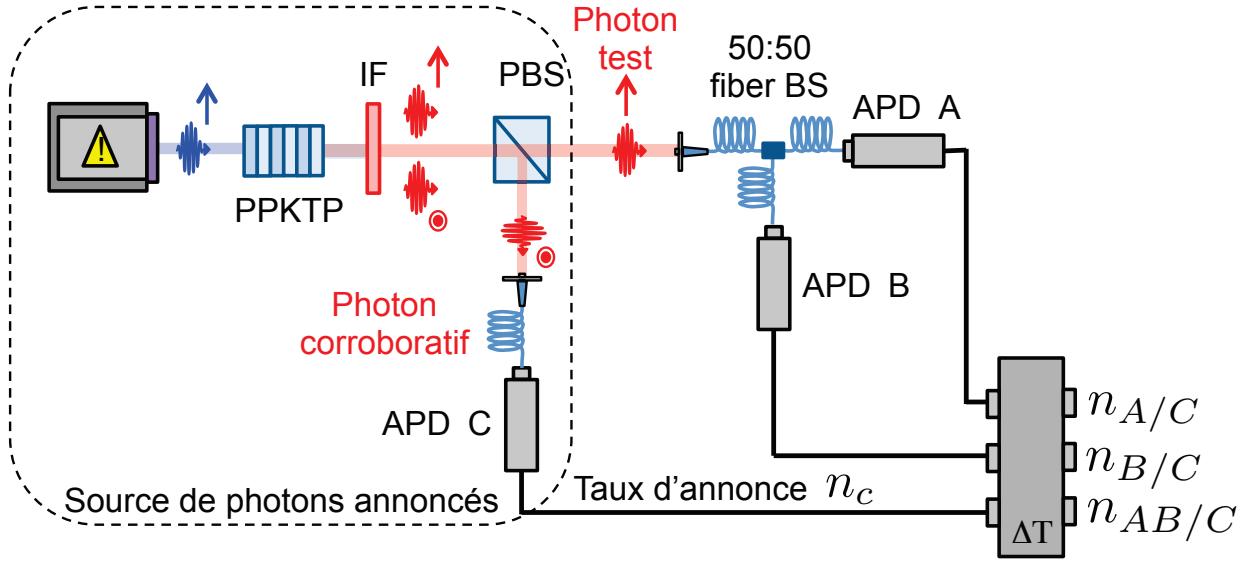 Photon
test
50:50
fiber BS
IF
PBS
APD A
!
PPKTP
APD B
Photon
corroboratif
APD C
n_{A/C}
n_{B/C}
n_{AB/C}
Source de photons annoncés
Taux d'annonce n_c
ΔT